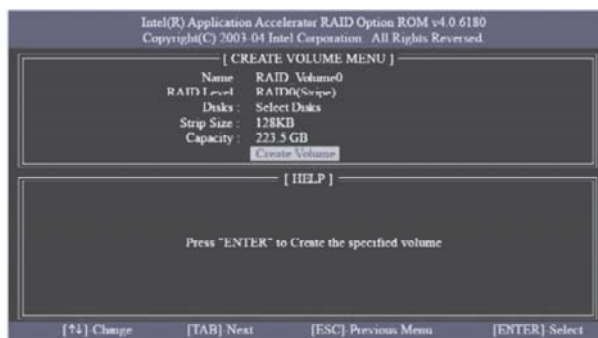 Intel(R) Application Accelerator RAID Option ROM v4.0.6180
Copyright(C) 2003-04 Intel Corporation. All Rights Reversed.
[ CREATE VOLUME MENU ]
Name RAID_Volume0
RAID Level RAID0(Stripe)
Disks : Select Disks
Strip Size : 128KB
Capacity : 223.5 GB
Create Volume
[ HELP ]
Press "ENTER" to Create the specified volume
[↑↓]-Change [TAB]-Next [ESC]-Previous Menu [ENTER]-Select